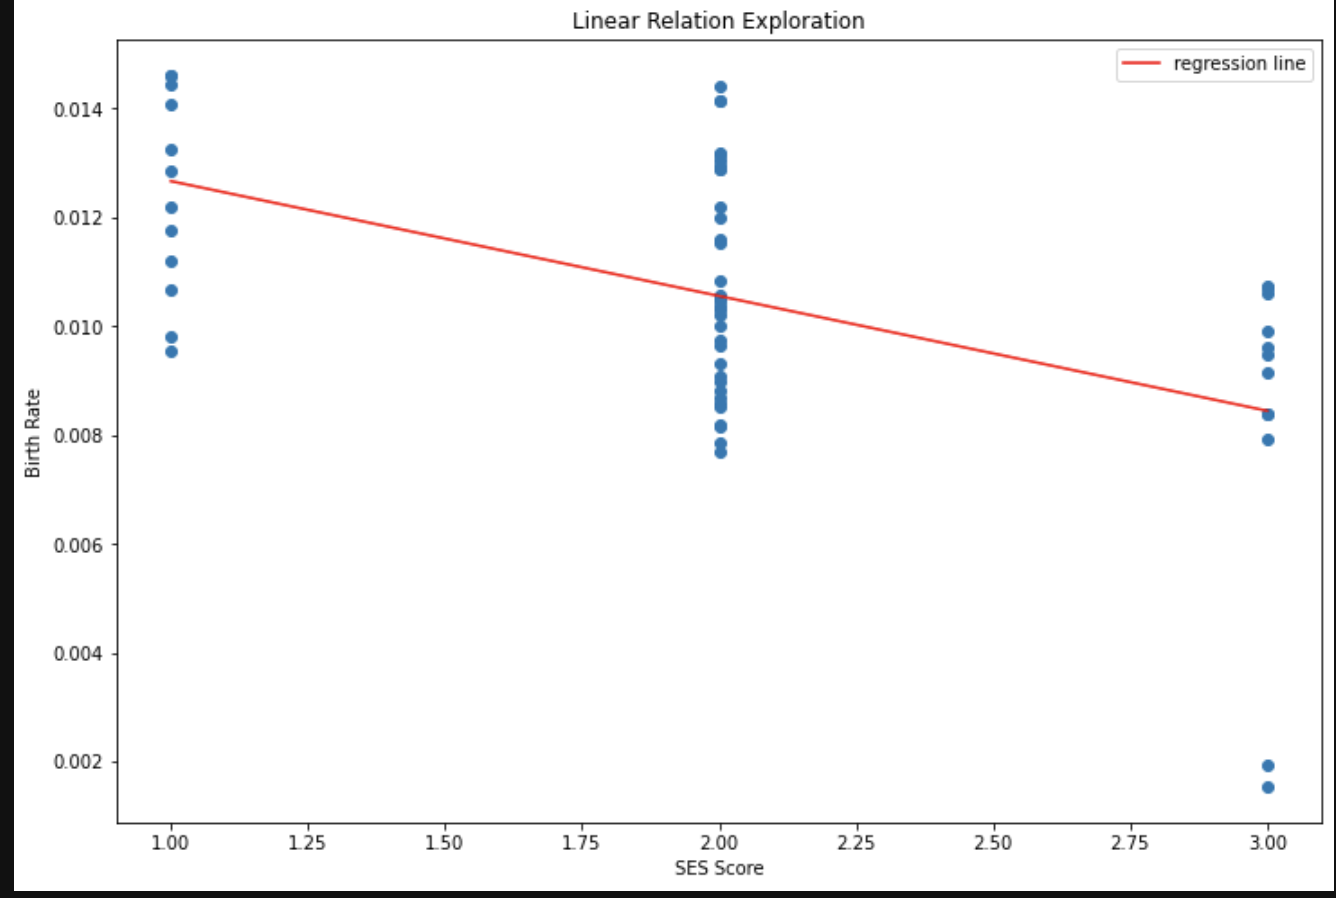 Linear Relation Exploration
regression line
0.014
0.012
0.010
0.008
0.006
0.004
0.002
Birth Rate
1.00 1.25 1.50 1.75 2.00 2.25 2.50 2.75 3.00
SES Score